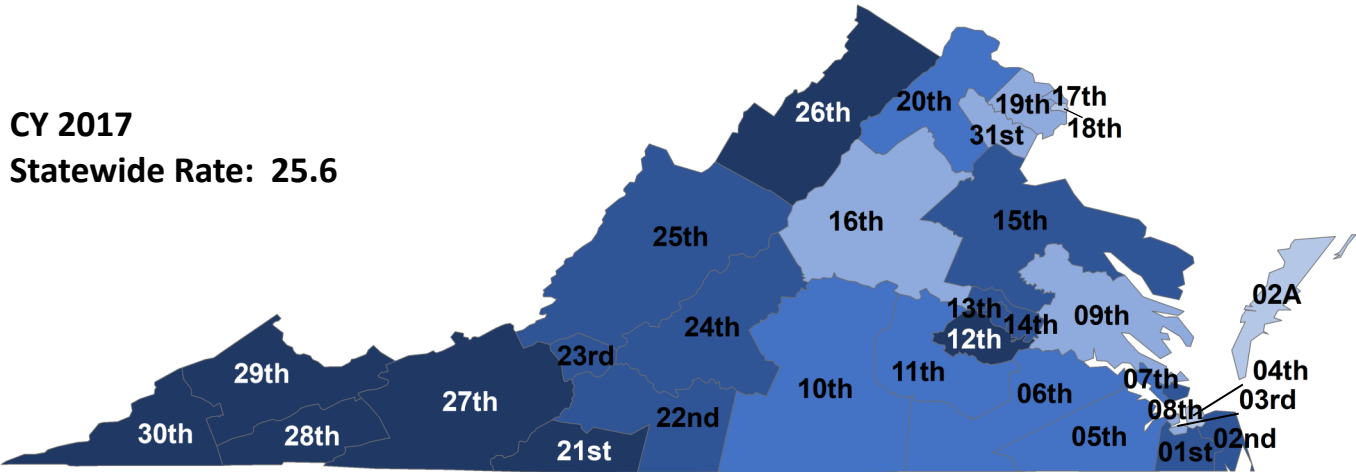 CY 2017
Statewide Rate: 25.6
26th
20th
19th
17th
18th
31st
16th
15th
25th
02A
24th
13th
14th
12th
09th
23rd
29th
27th
10th
11th
06th
07th
04th
08th
03rd
30th
28th
21st
22nd
05th
01st
02nd